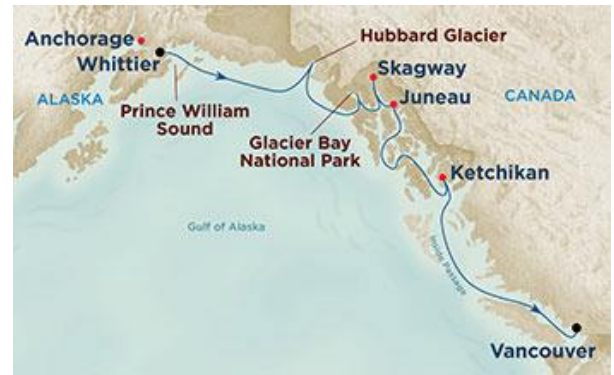 Anchorage
Whittier
ALASKA
Prince William
Sound
Hubbard Glacier
Skagway
Juneau
CANADA
Glacier Bay
National Park
Ketchikan
Gulf of Alaska
Inside Passage
Vancouver